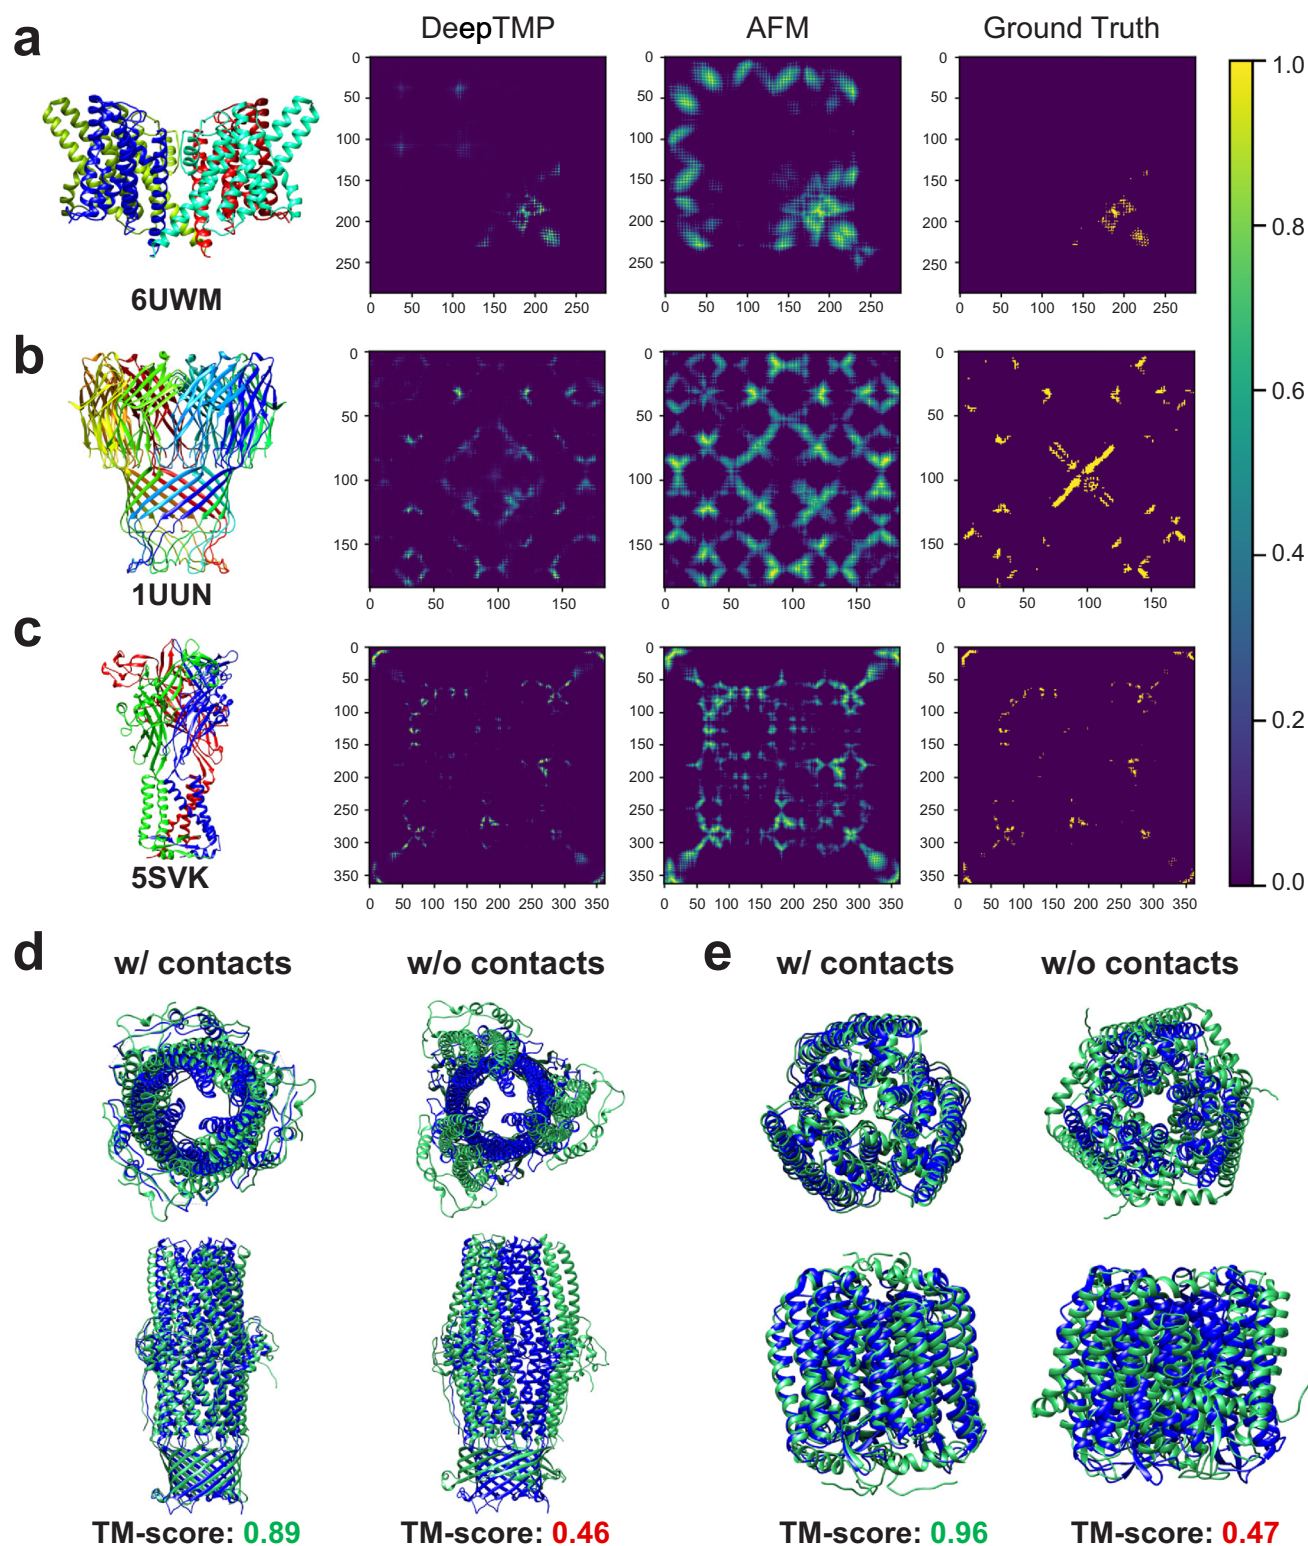 a
DeepTMP AFM Ground Truth
0 50 100 150 200 250
0 50 100 150 200 250
0 50 100 150 200 250
0 50 100 150 200 250
0 50 100 150 200 250
0 50 100 150 200 250
6UWM
1.0
0.8
0.6
0.4
0.2
0.0
b
0 50 100 150
0 50 100 150
0 50 100 150
0 50 100 150
0 50 100 150
0 50 100 150
1UUN
c
0 50 100 150 200 250 300 350
0 50 100 150 200 250 300 350
0 50 100 150 200 250 300 350
0 50 100 150 200 250 300 350
0 50 100 150 200 250 300 350
0 50 100 150 200 250 300 350
5SVK
d
w/ contacts w/o contacts
TM-score: 0.89 TM-score: 0.46
e
w/ contacts w/o contacts
TM-score: 0.96 TM-score: 0.47